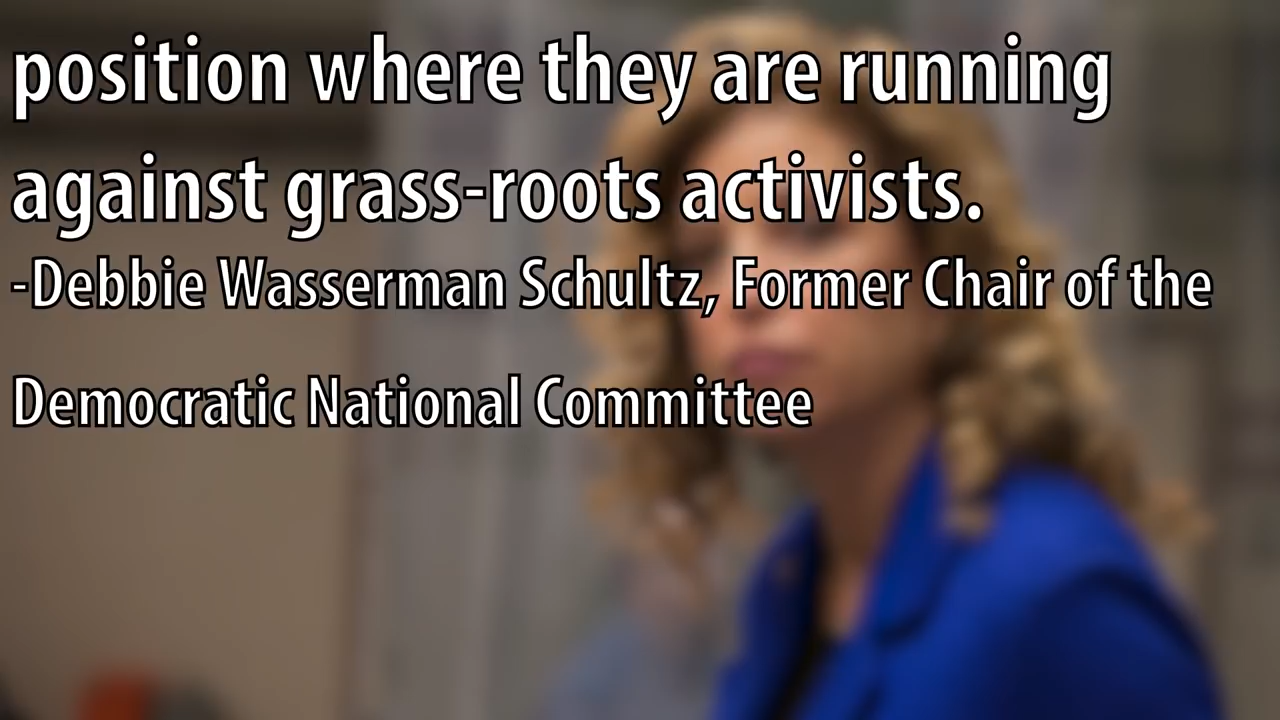 position where they are running
against grass-roots activists.
-Debbie Wasserman Schultz, Former Chair of the
Democratic National Committee